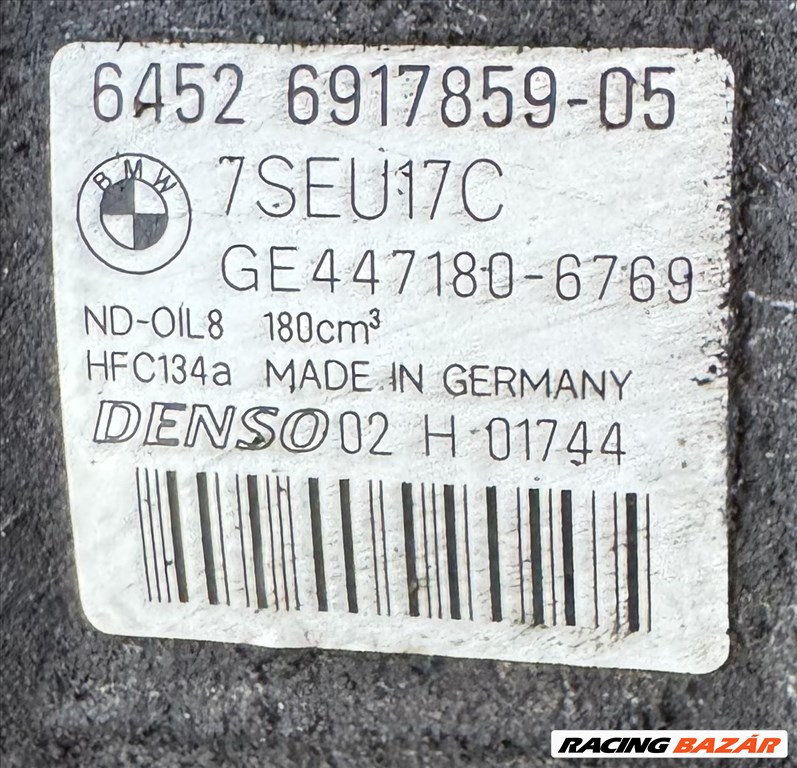 6452 6917859-05
BMW
7SEU17C
GE447180-6769
ND-OIL8 180cm³
HFC134a MADE IN GERMANY
DENSO 02 H 01744
RACING BAZÁR